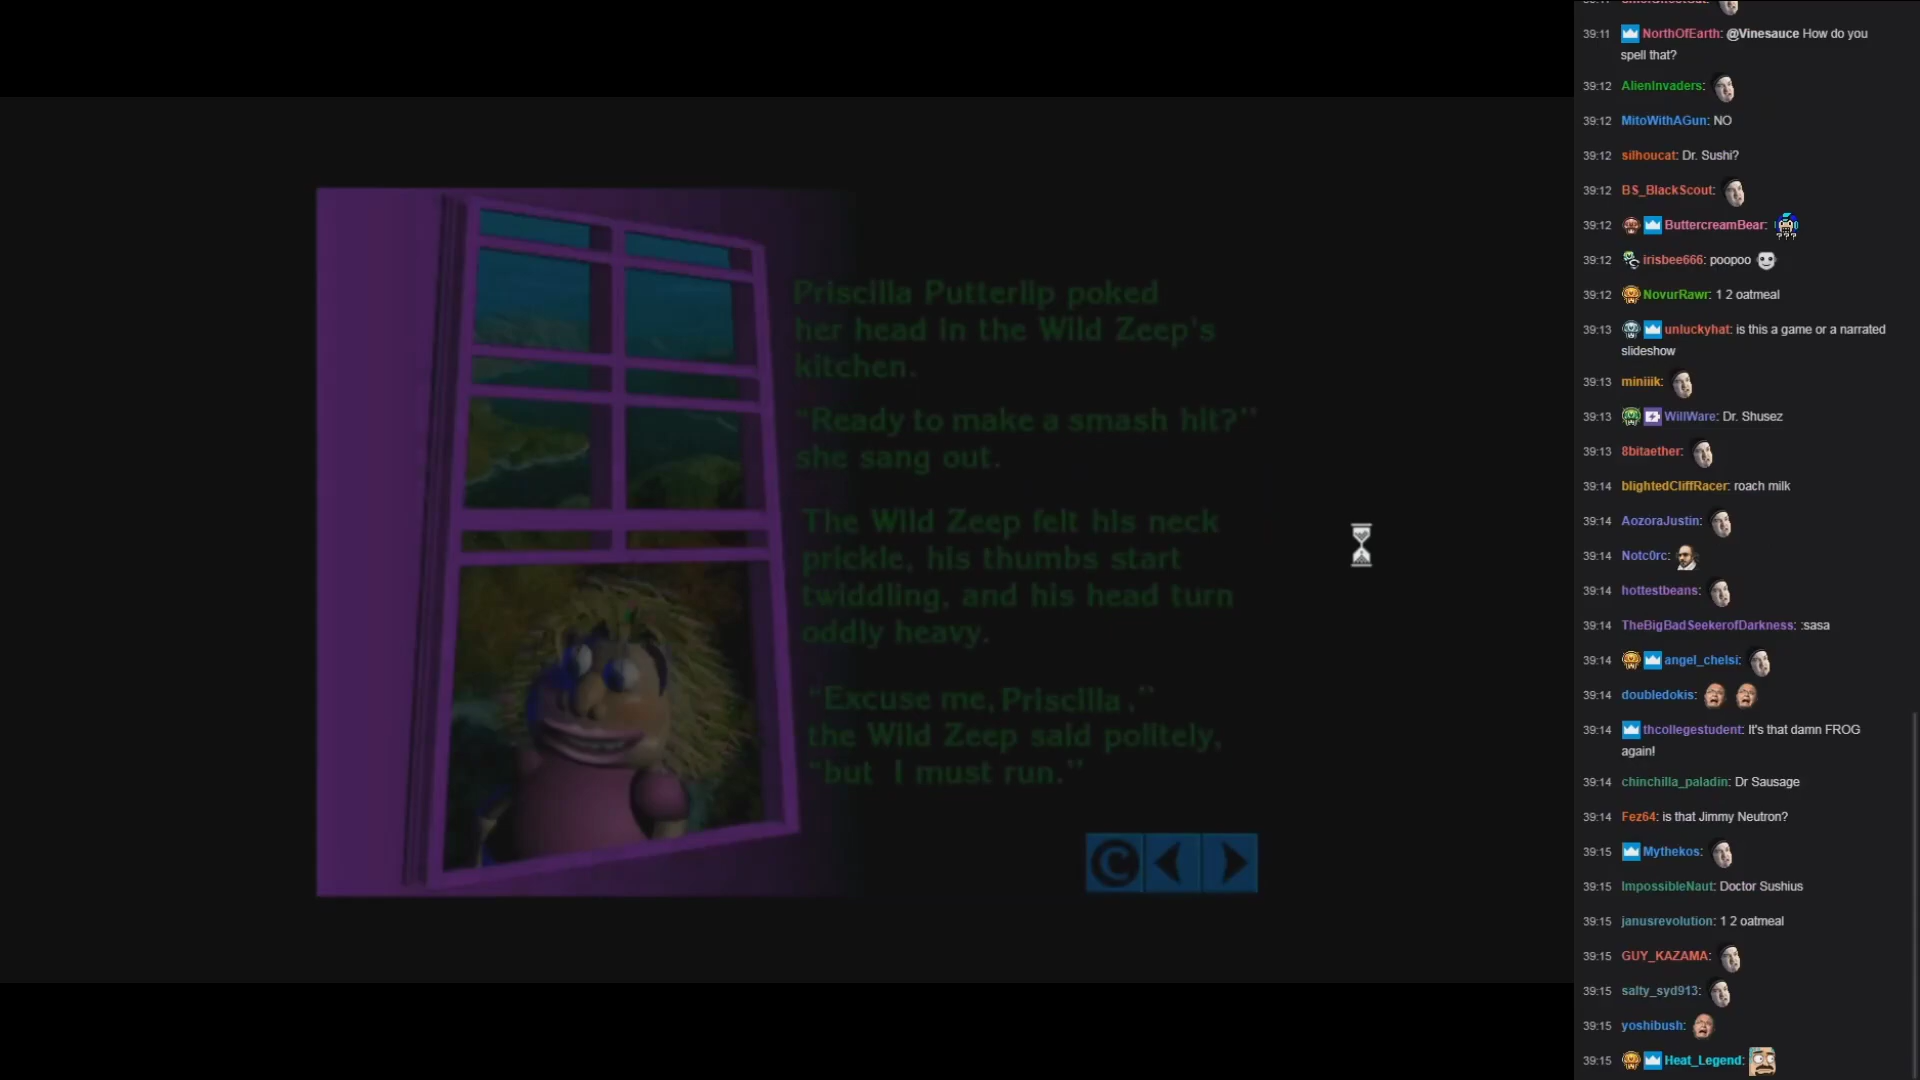 Priscilla Putterlip poked
her head in the Wild Zeep's
kitchen.
“Ready to make a smash hit?”
she sang out.
The Wild Zeep felt his neck
prickle, his thumbs start
twiddling, and his head turn
oddly heavy.
“Excuse me, Priscilla ,”
the Wild Zeep said politely,
“but I must run.”
39:11 NorthOfEarth: @Vinesauce How do you
spell that?
39:12 AlienInvaders:
39:12 MitoWithAGun: NO
39:12 silhoucat: Dr. Sushi?
39:12 BS_BlackScout:
39:12 ButtercreamBear:
39:12 irisbee666: poopoo
39:12 NovurRawr: 1 2 oatmeal
39:13 unluckyhat: is this a game or a narrated
slideshow
39:13 miniiik:
39:13 WillWare: Dr. Shusez
39:13 8bitaether:
39:14 blightedCliffRacer: roach milk
39:14 AozoraJustin:
39:14 Notc0rc:
39:14 hottestbeans:
39:14 TheBigBadSeekerofDarkness: :sasa
39:14 angel_chelsi:
39:14 doubledokis:
39:14 thcollegestudent: It's that damn FROG
again!
39:14 chinchilla_paladin: Dr Sausage
39:14 Fez64: is that Jimmy Neutron?
39:15 Mythekos:
39:15 ImpossibleNaut: Doctor Sushius
39:15 janusrevolution: 1 2 oatmeal
39:15 GUY_KAZAMA:
39:15 salty_syd913:
39:15 yoshibush:
39:15 Heat_Legend: